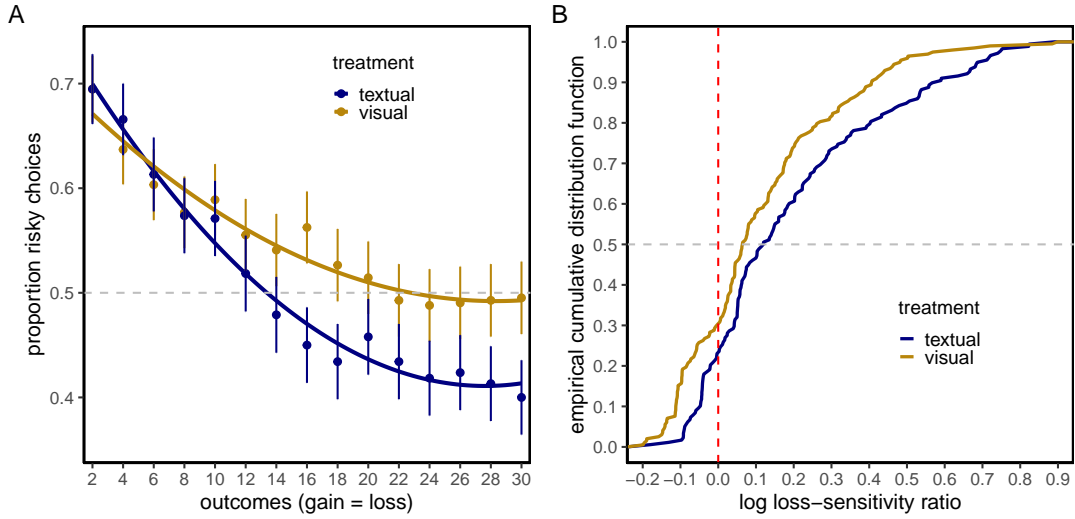 A
proportion risky choices
0.7
0.6
0.5
0.4
treatment
textual
visual
2 4 6 8 10 12 14 16 18 20 22 24 26 28 30
outcomes (gain = loss)
B
empirical cumulative distribution function
1.0
0.9
0.8
0.7
0.6
0.5
0.4
0.3
0.2
0.1
0.0
treatment
textual
visual
−0.2 −0.1 0.0 0.1 0.2 0.3 0.4 0.5 0.6 0.7 0.8 0.9
log loss−sensitivity ratio